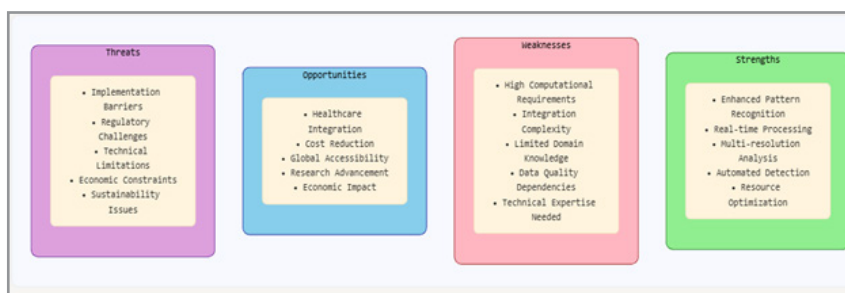 Threats
• Implementation
Barriers
• Regulatory
Challenges
• Technical
Limitations
• Economic Constraints
• Sustainability
Issues
Opportunities
• Healthcare
Integration
• Cost Reduction
• Global Accessibility
• Research Advancement
• Economic Impact
Weaknesses
• High Computational
Requirements
• Integration
Complexity
• Limited Domain
Knowledge
• Data Quality
Dependencies
• Technical Expertise
Needed
Strengths
• Enhanced Pattern
Recognition
• Real-time Processing
• Multi-resolution
Analysis
• Automated Detection
• Resource
Optimization